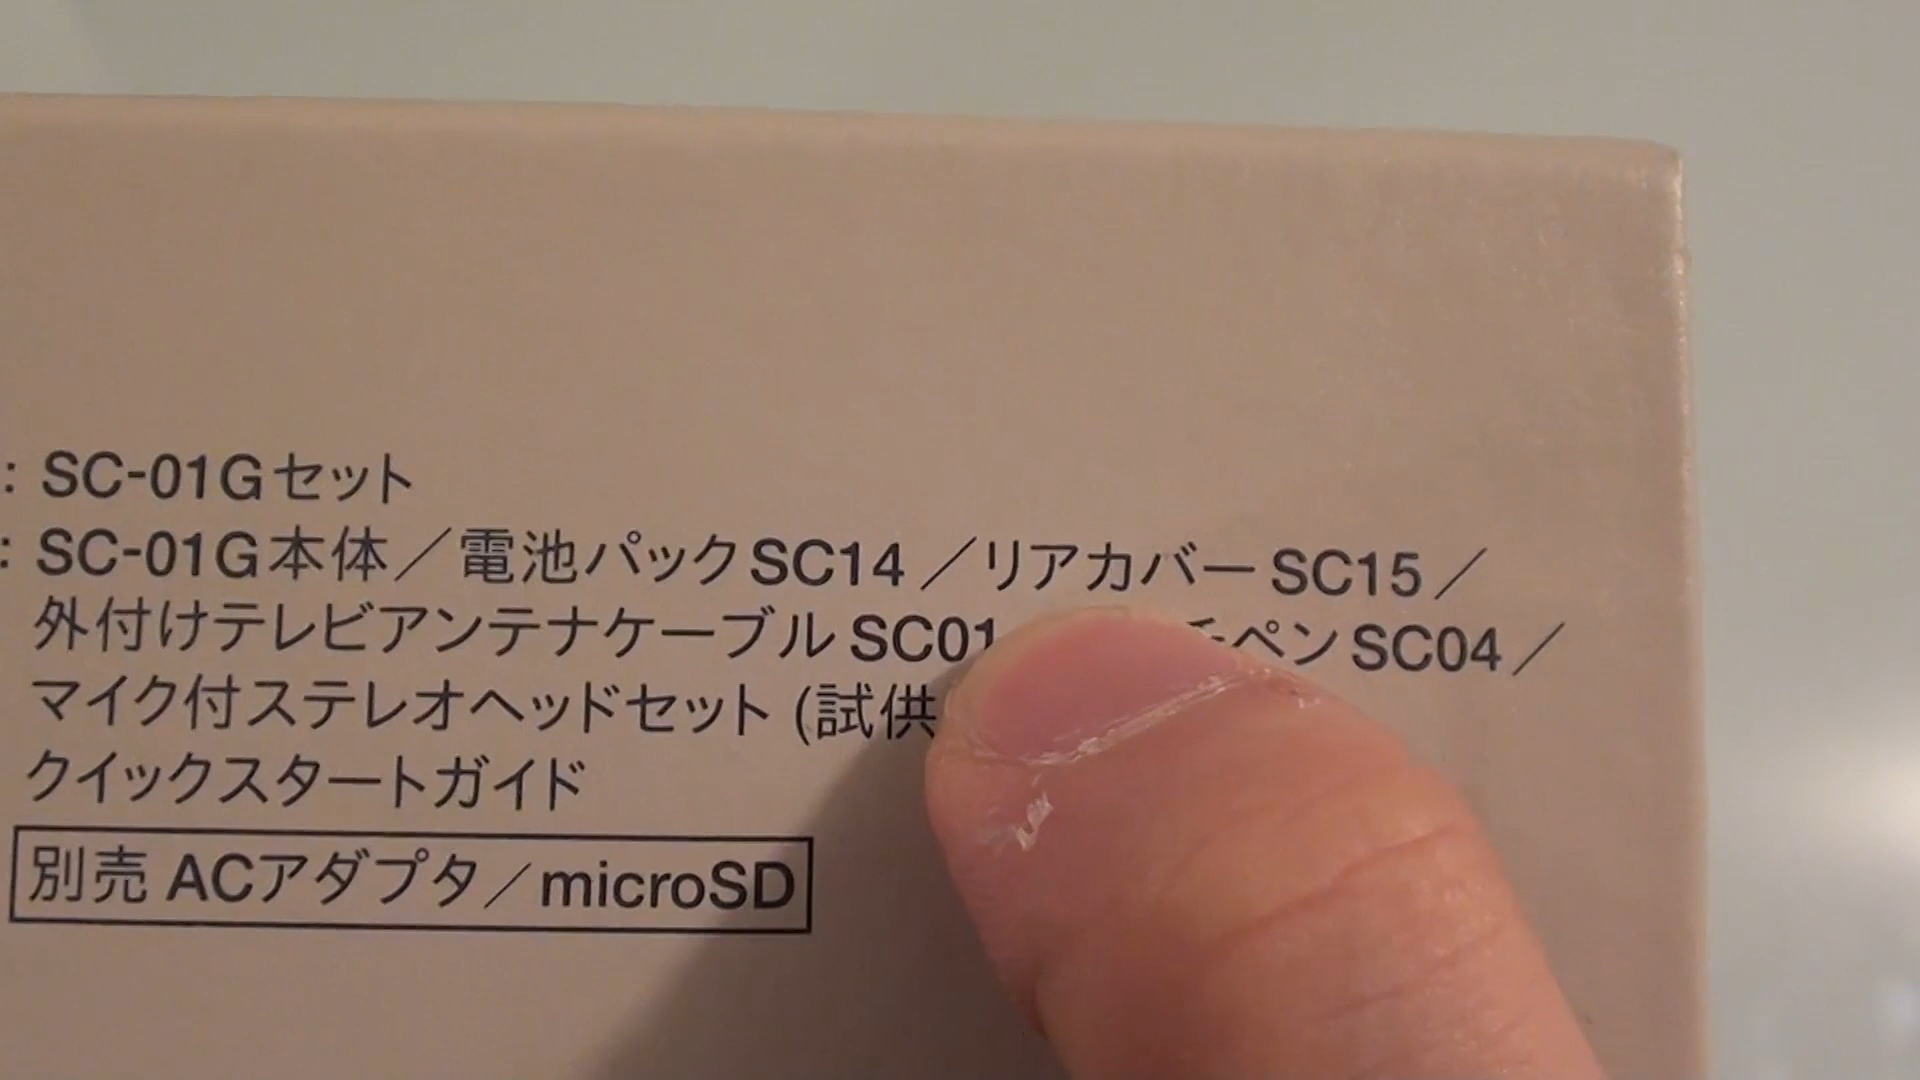 : SC-01Gセット
: SC-01G本体／電池パックSC14／リアカバーSC15／
外付けテレビアンテナケーブル SC01 ペンSC04／
マイク付ステレオヘッドセット (試供
クイックスタートガイド
別売 ACアダプタ／microSD